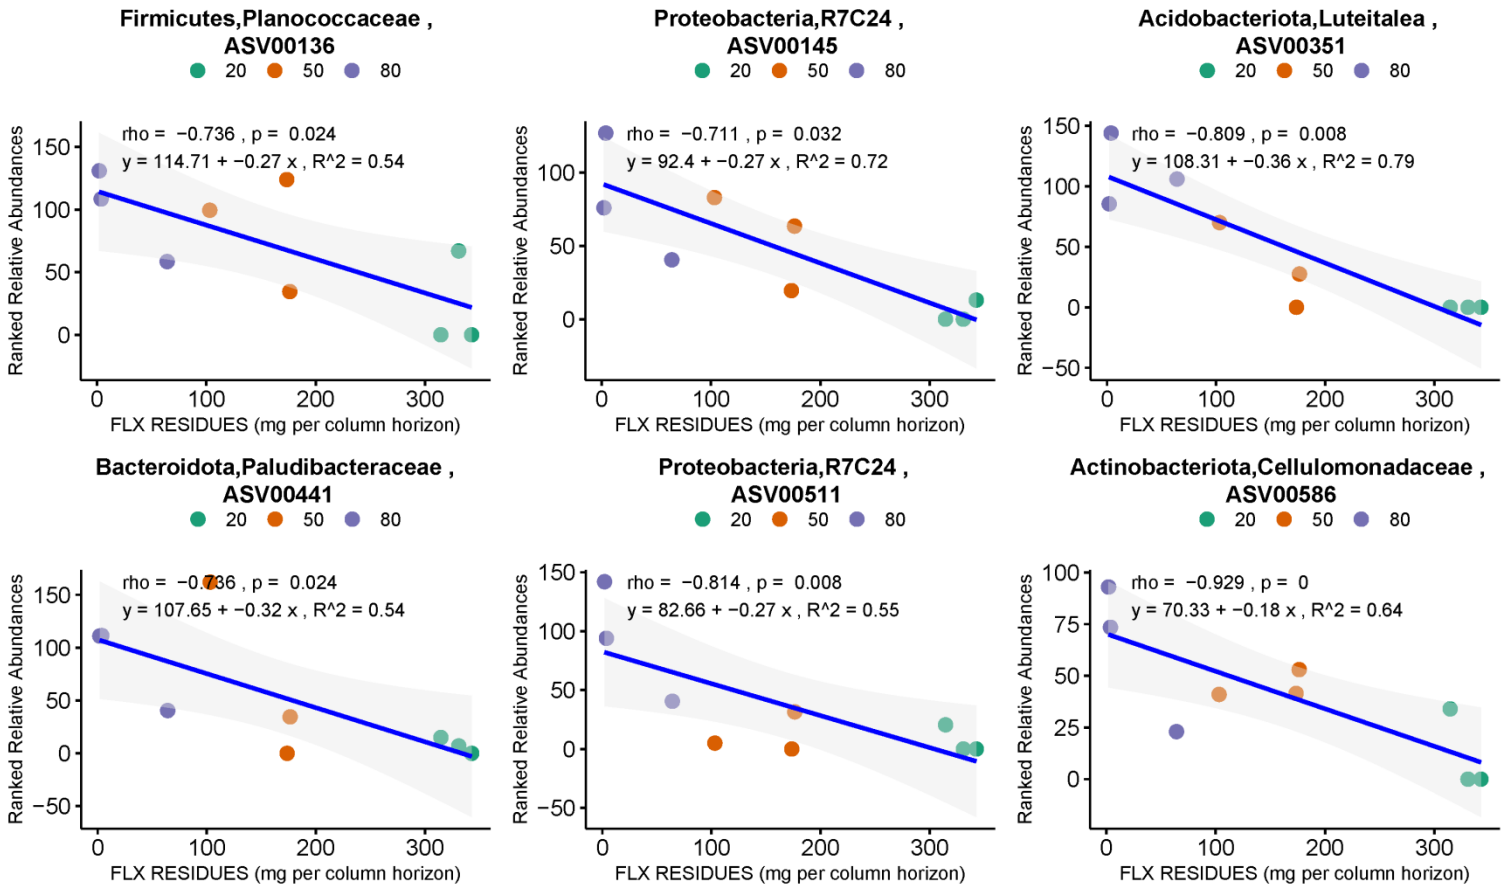 Firmicutes,Planococcaceae ,
ASV00136
20 50 80
rho = −0.736 , p = 0.024
y = 114.71 + −0.27 x , R^2 = 0.54
Ranked Relative Abundances
150
100
50
0
0 100 200 300
FLX RESIDUES (mg per column horizon)
Proteobacteria,R7C24 ,
ASV00145
20 50 80
rho = −0.711 , p = 0.032
y = 92.4 + −0.27 x , R^2 = 0.72
Ranked Relative Abundances
100
50
0
0 100 200 300
FLX RESIDUES (mg per column horizon)
Acidobacteriota,Luteitalea ,
ASV00351
20 50 80
rho = −0.809 , p = 0.008
y = 108.31 + −0.36 x , R^2 = 0.79
Ranked Relative Abundances
150
100
50
0
−50
0 100 200 300
FLX RESIDUES (mg per column horizon)
Bacteroidota,Paludibacteraceae ,
ASV00441
20 50 80
rho = −0.736 , p = 0.024
y = 107.65 + −0.32 x , R^2 = 0.54
Ranked Relative Abundances
150
100
50
0
−50
0 100 200 300
FLX RESIDUES (mg per column horizon)
Proteobacteria,R7C24 ,
ASV00511
20 50 80
rho = −0.814 , p = 0.008
y = 82.66 + −0.27 x , R^2 = 0.55
Ranked Relative Abundances
150
100
50
0
−50
0 100 200 300
FLX RESIDUES (mg per column horizon)
Actinobacteriota,Cellulomonadaceae ,
ASV00586
20 50 80
rho = −0.929 , p = 0
y = 70.33 + −0.18 x , R^2 = 0.64
Ranked Relative Abundances
100
75
50
25
0
0 100 200 300
FLX RESIDUES (mg per column horizon)